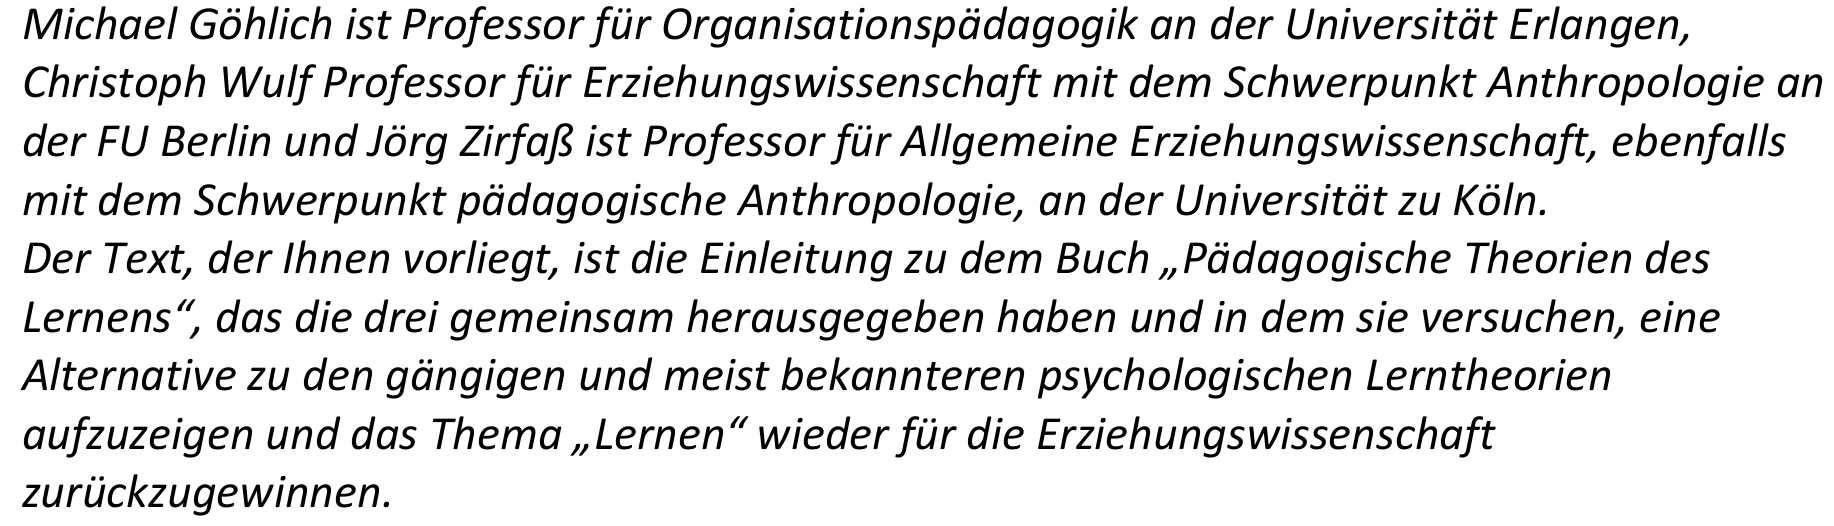 Michael Göhlich ist Professor für Organisationspädagogik an der Universität Erlangen,
Christoph Wulf Professor für Erziehungswissenschaft mit dem Schwerpunkt Anthropologie an
der FU Berlin und Jörg Zirfaß ist Professor für Allgemeine Erziehungswissenschaft, ebenfalls
mit dem Schwerpunkt pädagogische Anthropologie, an der Universität zu Köln.
Der Text, der Ihnen vorliegt, ist die Einleitung zu dem Buch „Pädagogische Theorien des
Lernens“, das die drei gemeinsam herausgegeben haben und in dem sie versuchen, eine
Alternative zu den gängigen und meist bekannteren psychologischen Lerntheorien
aufzuzeigen und das Thema „Lernen“ wieder für die Erziehungswissenschaft
zurückzugewinnen.